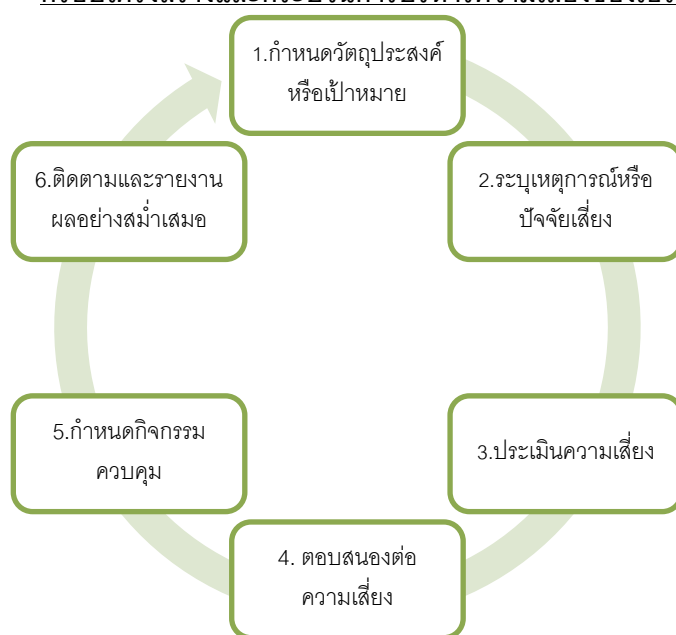 1.กำหนดวัตถุประสงค์
หรือเป้าหมาย
2.ระบุเหตุการณ์หรือ
ปัจจัยเสี่ยง
3.ประเมินความเสี่ยง
4. ตอบสนองต่อ
ความเสี่ยง
5.กำหนดกิจกรรม
ควบคุม
6.ติดตามและรายงาน
ผลอย่างสม่ำเสมอ